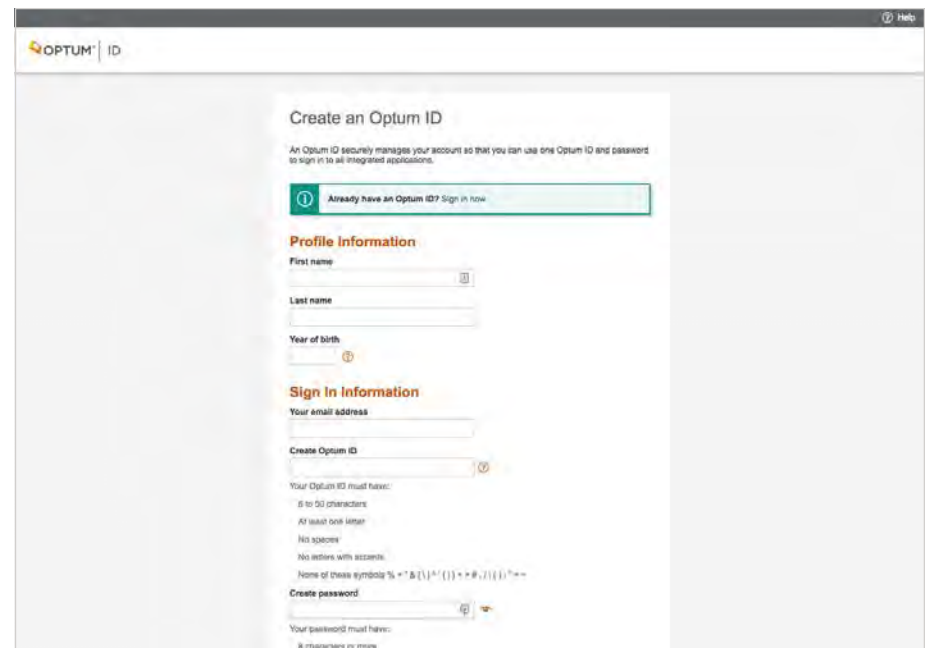 Help
OPTUM® ID
Create an Optum ID
An Optum ID securely manages your account so that you can use one Optum ID and password
to sign in to all integrated applications.
Already have an Optum ID? Sign in now
Profile Information
First name
Last name
Year of birth
Sign In Information
Your email address
Create Optum ID
Your Optum ID must have:
6 to 50 characters
At least one letter
No spaces
No letters with accents
None of these symbols
Create password
Your password must have:
8 characters or more